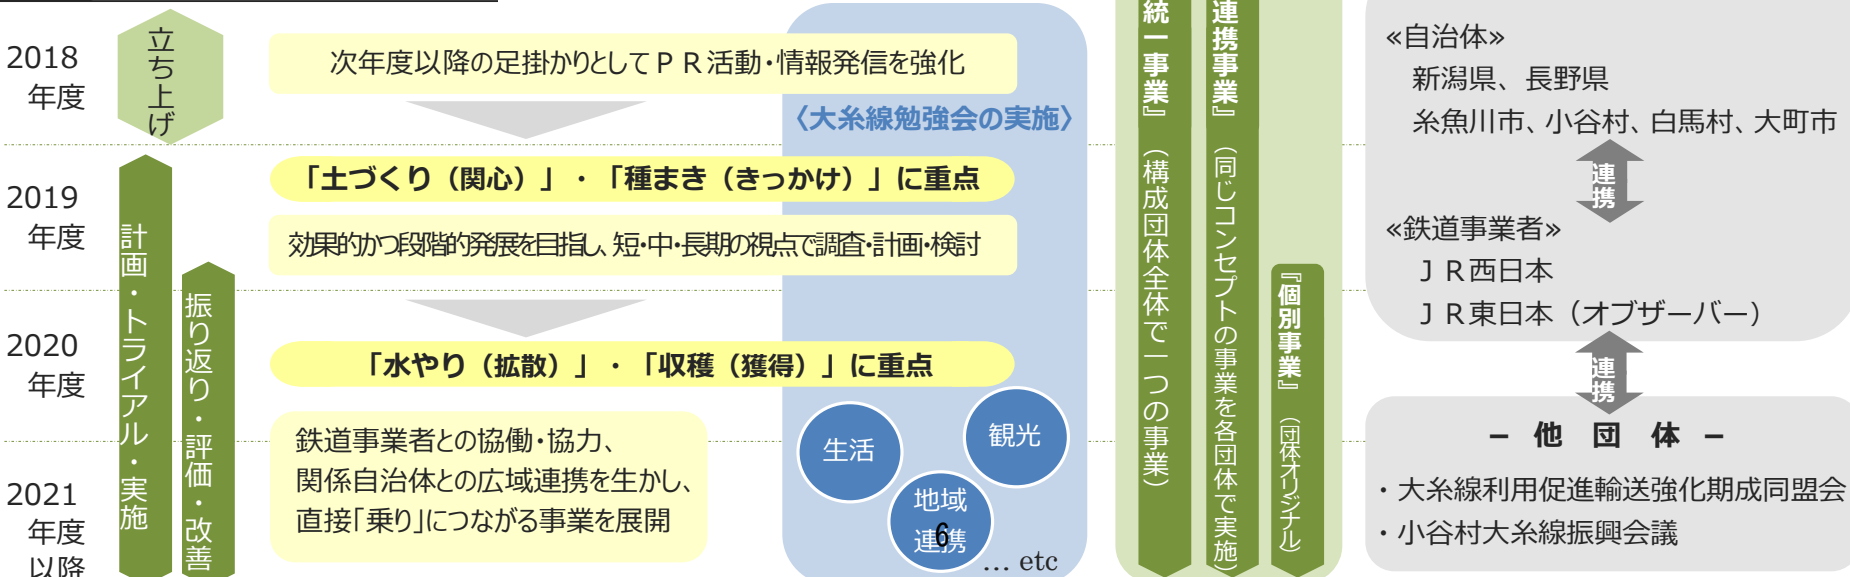 2018
年度
立ち上げ
次年度以降の足掛かりとしてＰＲ活動・情報発信を強化
〈大糸線勉強会の実施〉
2019
年度
「土づくり（関心）」・「種まき（きっかけ）」に重点
効果的かつ段階的発展を目指し、短・中・長期の視点で調査・計画・検討
計画・トライアル・実施
振り返り・評価・改善
2020
年度
「水やり（拡散）」・「収穫（獲得）」に重点
2021
年度
以降
鉄道事業者との協働・協力、
関係自治体との広域連携を生かし、
直接「乗り」につながる事業を展開
生活
観光
地域
連携
6
… etc
統一事業』（構成団体全体で一つの事業）
連携事業』（同じコンセプトの事業を各団体で実施）
『個別事業』（団体オリジナル）
«自治体»
新潟県、長野県
糸魚川市、小谷村、白馬村、大町市
連携
«鉄道事業者»
ＪＲ西日本
ＪＲ東日本（オブザーバー）
連携
－ 他 団 体 －
・大糸線利用促進輸送強化期成同盟会
・小谷村大糸線振興会議